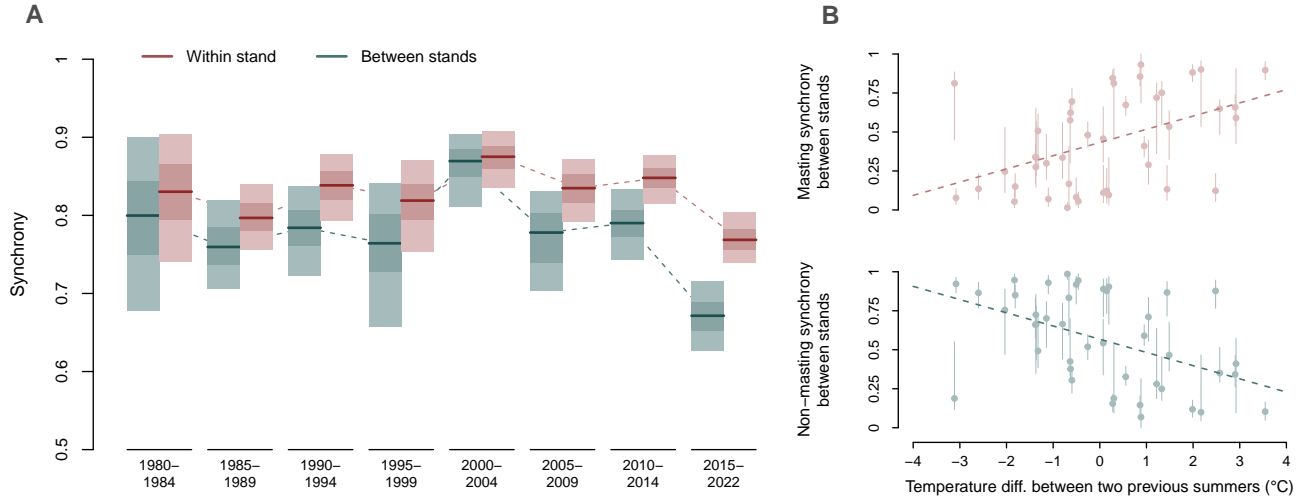 A
Within stand
Between stands
Synchrony
1
0.9
0.8
0.7
0.6
0.5
1980−
1984
1985−
1989
1990−
1994
1995−
1999
2000−
2004
2005−
2009
2010−
2014
2015−
2022
B
Masting synchrony
between stands
1
0.75
0.5
0.25
0
Non−masting synchrony
between stands
1
0.75
0.5
0.25
0
−4 −3 −2 −1 0 1 2 3 4
Temperature diff. between two previous summers (°C)